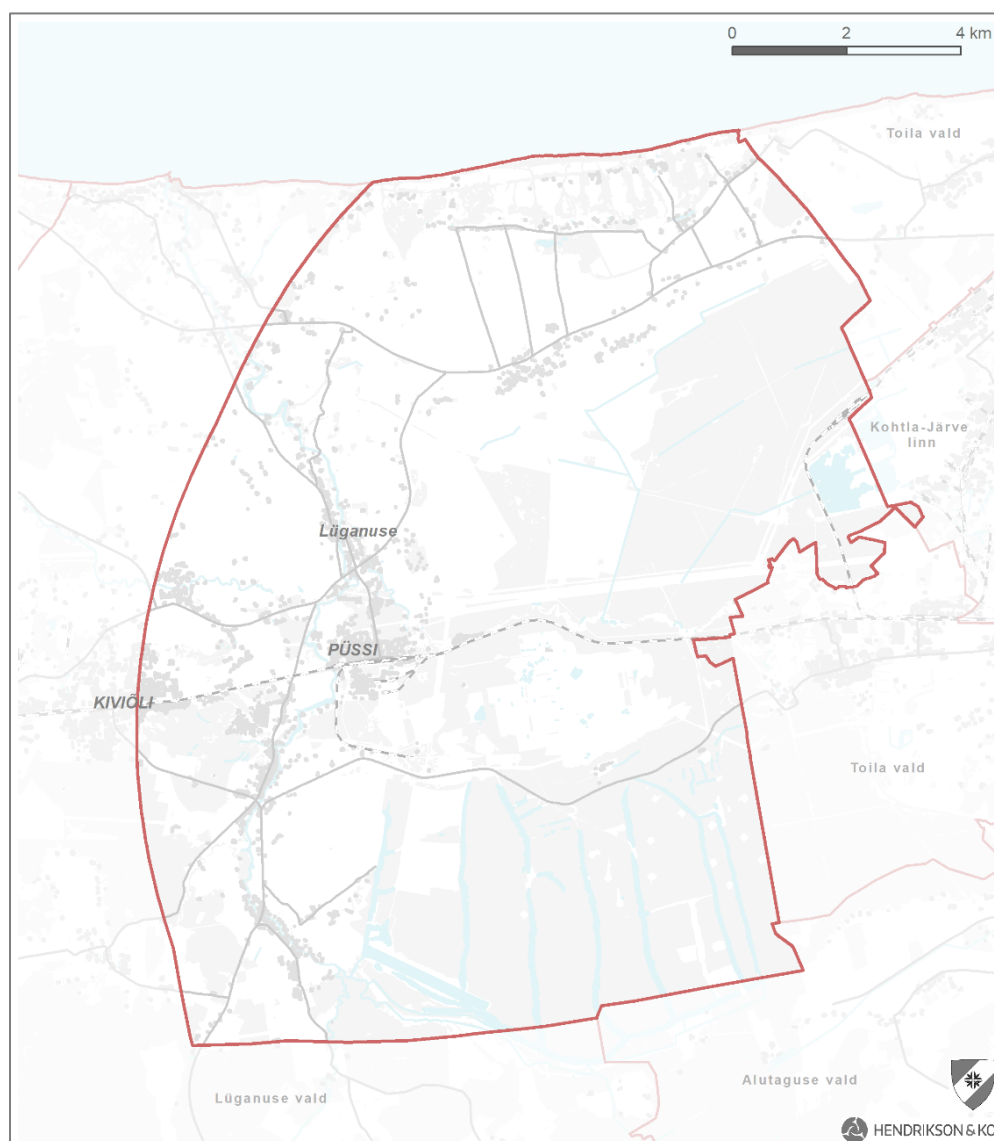 0 2 4 km
Toila vald
Kohtla-Järve
linn
Lüganuse
PÜSSI
KIVIÕLI
Toila vald
Alutaguse vald
Lüganuse vald
HENDRIKSON & KO